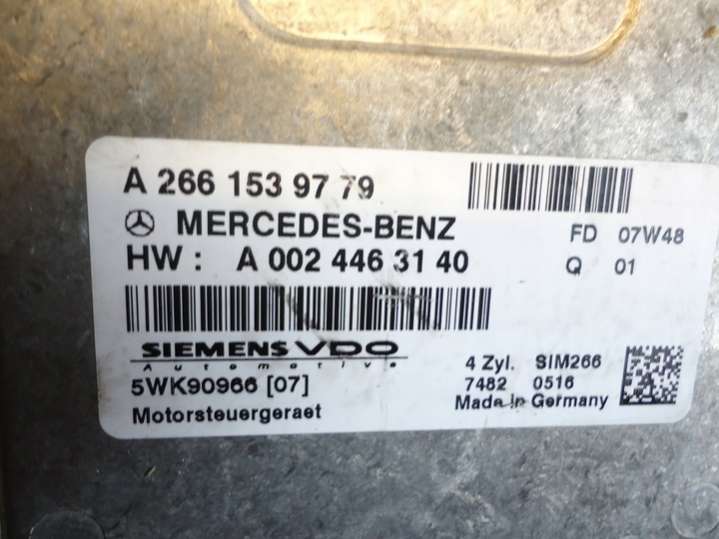 A 266 153 97 79
MERCEDES-BENZ
FD 07W48
HW : A 002 446 31 40
Q 01
SIEMENS VDO
Automotive
4 Zyl. SIM266
5WK90966 [07]
7482 0516
Motorsteuergeraet
Made in Germany